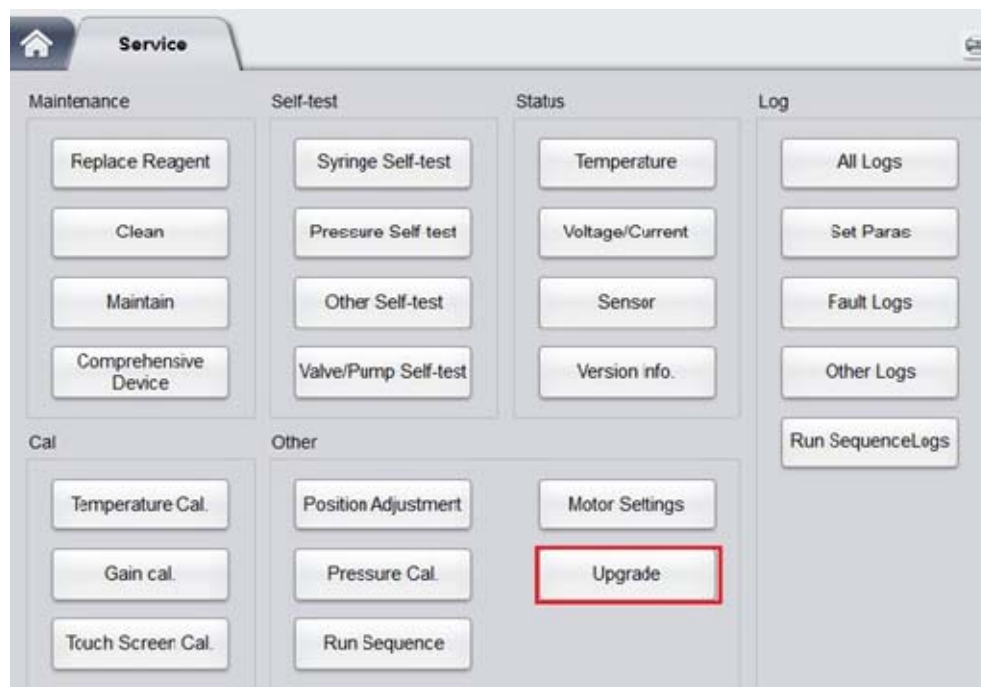 Service
Maintenance
Replace Reagent
Clean
Maintain
Comprehensive
Device
Self-test
Syringe Self-test
Pressure Self test
Other Self-test
Valve/Pump Self-test
Status
Temperature
Voltage/Current
Sensor
Version info.
Log
All Logs
Set Paras
Fault Logs
Other Logs
Run SequenceLogs
Cal
Temperature Cal.
Gain cal.
Touch Screen Cal.
Other
Position Adjustment
Pressure Cal.
Run Sequence
Motor Settings
Upgrade